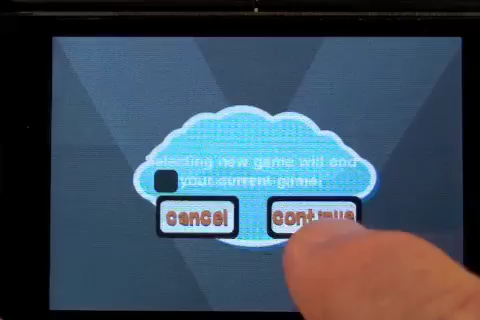 Selecting new game will end
your current game.
cancel
continue